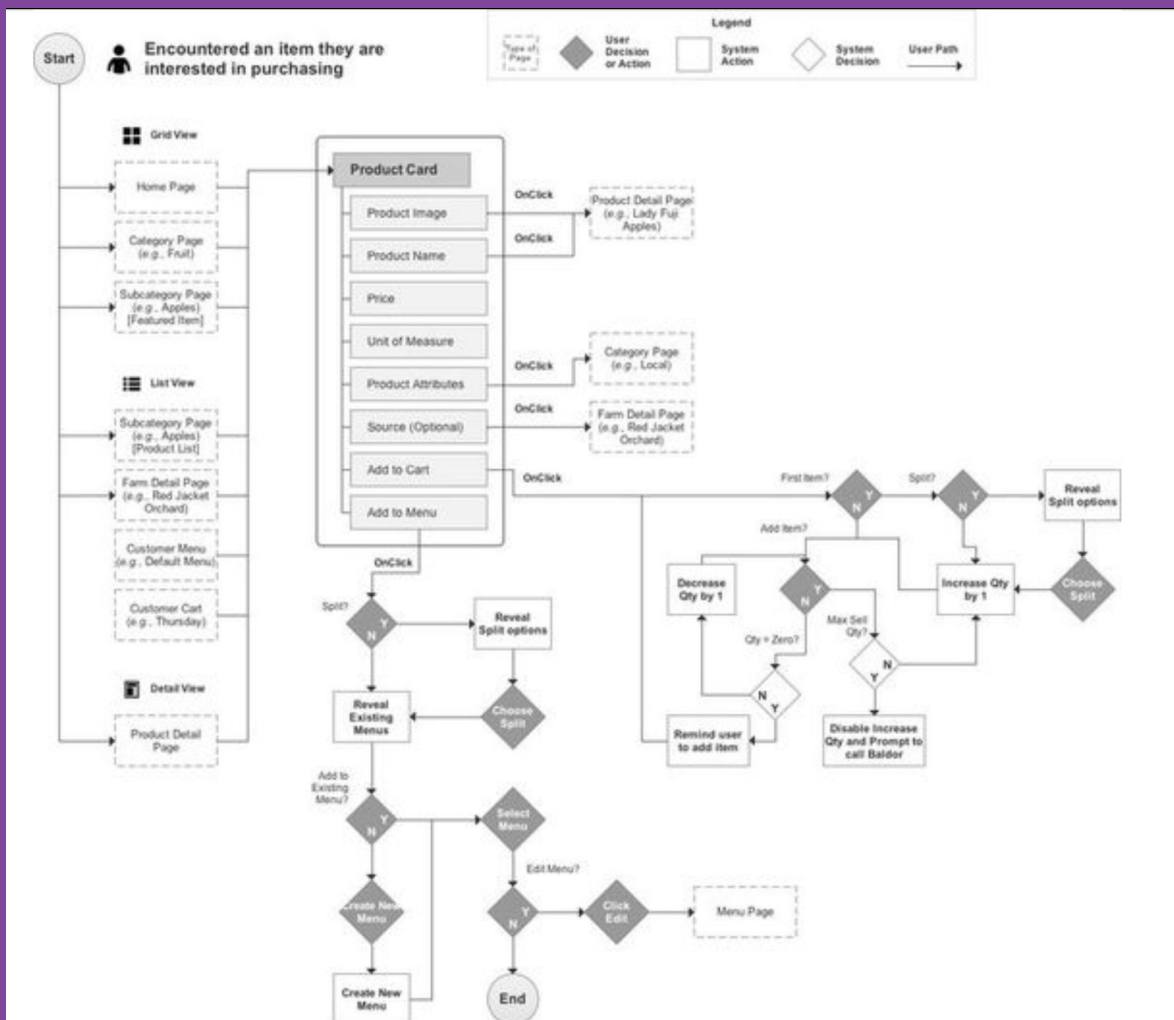 Start
Encountered an item they are
interested in purchasing
Legend
Type of
Page
User
Decision
or Action
System
Action
System
Decision
User Path
Grid View
Home Page
Category Page
(e.g., Fruit)
Subcategory Page
(e.g., Apples)
[Featured Item]
List View
Subcategory Page
(e.g., Apples)
[Product List]
Farm Detail Page
(e.g., Red Jacket
Orchard)
Customer Menu
(e.g., Default Menu)
Customer Cart
(e.g., Thursday)
Detail View
Product Detail
Page
Product Card
Product Image
Product Name
Price
Unit of Measure
Product Attributes
Source (Optional)
Add to Cart
Add to Menu
OnClick
OnClick
Product Detail Page
(e.g., Lady Fuji
Apples)
OnClick
Category Page
(e.g., Local)
OnClick
Farm Detail Page
(e.g., Red Jacket
Orchard)
OnClick
First Item?
Y
N
Split?
Y
N
Reveal
Split options
Choose
Split
Increase Qty
by 1
Add Item?
Y
N
Decrease
Qty by 1
Max Sell
Qty?
N
Y
Qty = Zero?
N
Y
Remind user
to add item
Disable Increase
Qty and Prompt to
call Baldor
OnClick
Split?
Y
N
Reveal
Split options
Choose
Split
Reveal
Existing
Menus
Add to
Existing
Menu?
Y
N
Select
Menu
Create New
Menu
Create New
Menu
Edit Menu?
Y
N
Click
Edit
Menu Page
End